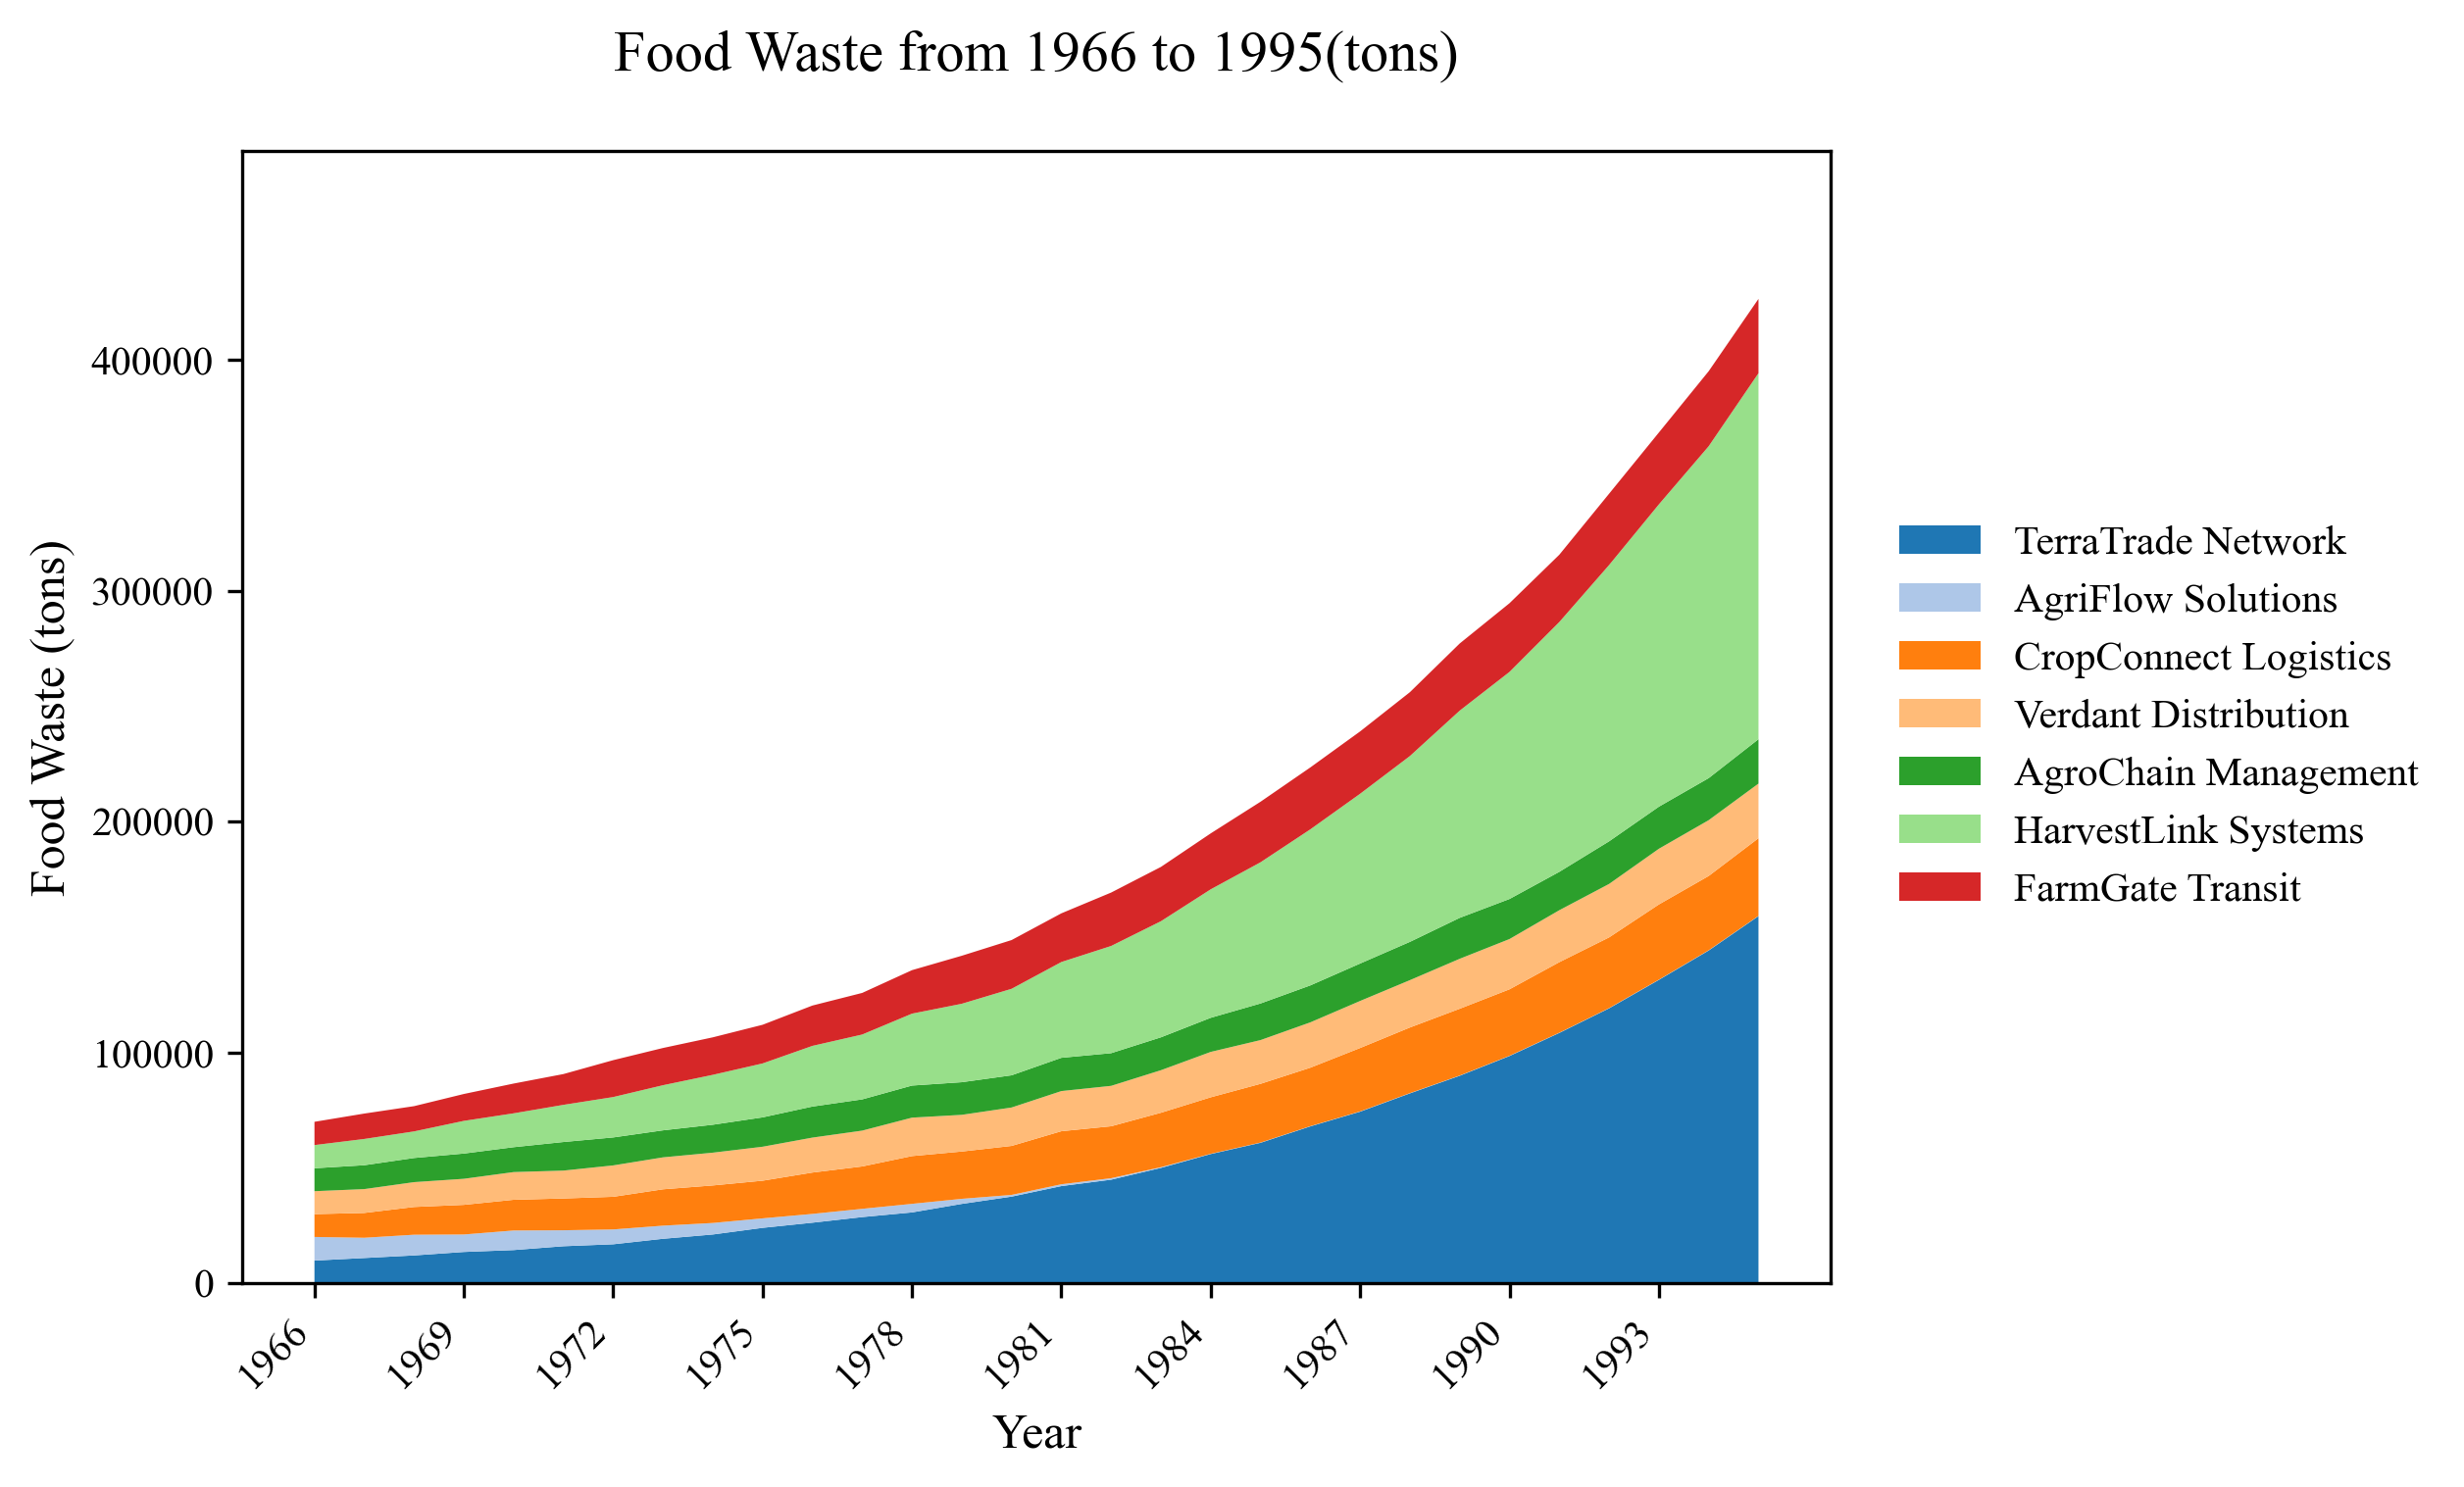 Food Waste from 1966 to 1995(tons)
Food Waste (tons)
400000
300000
200000
100000
0
1966
1969
1972
1975
1978
1981
1984
1987
1990
1993
Year
TerraTrade Network
AgriFlow Solutions
CropConnect Logistics
Verdant Distribution
AgroChain Management
HarvestLink Systems
FarmGate Transit